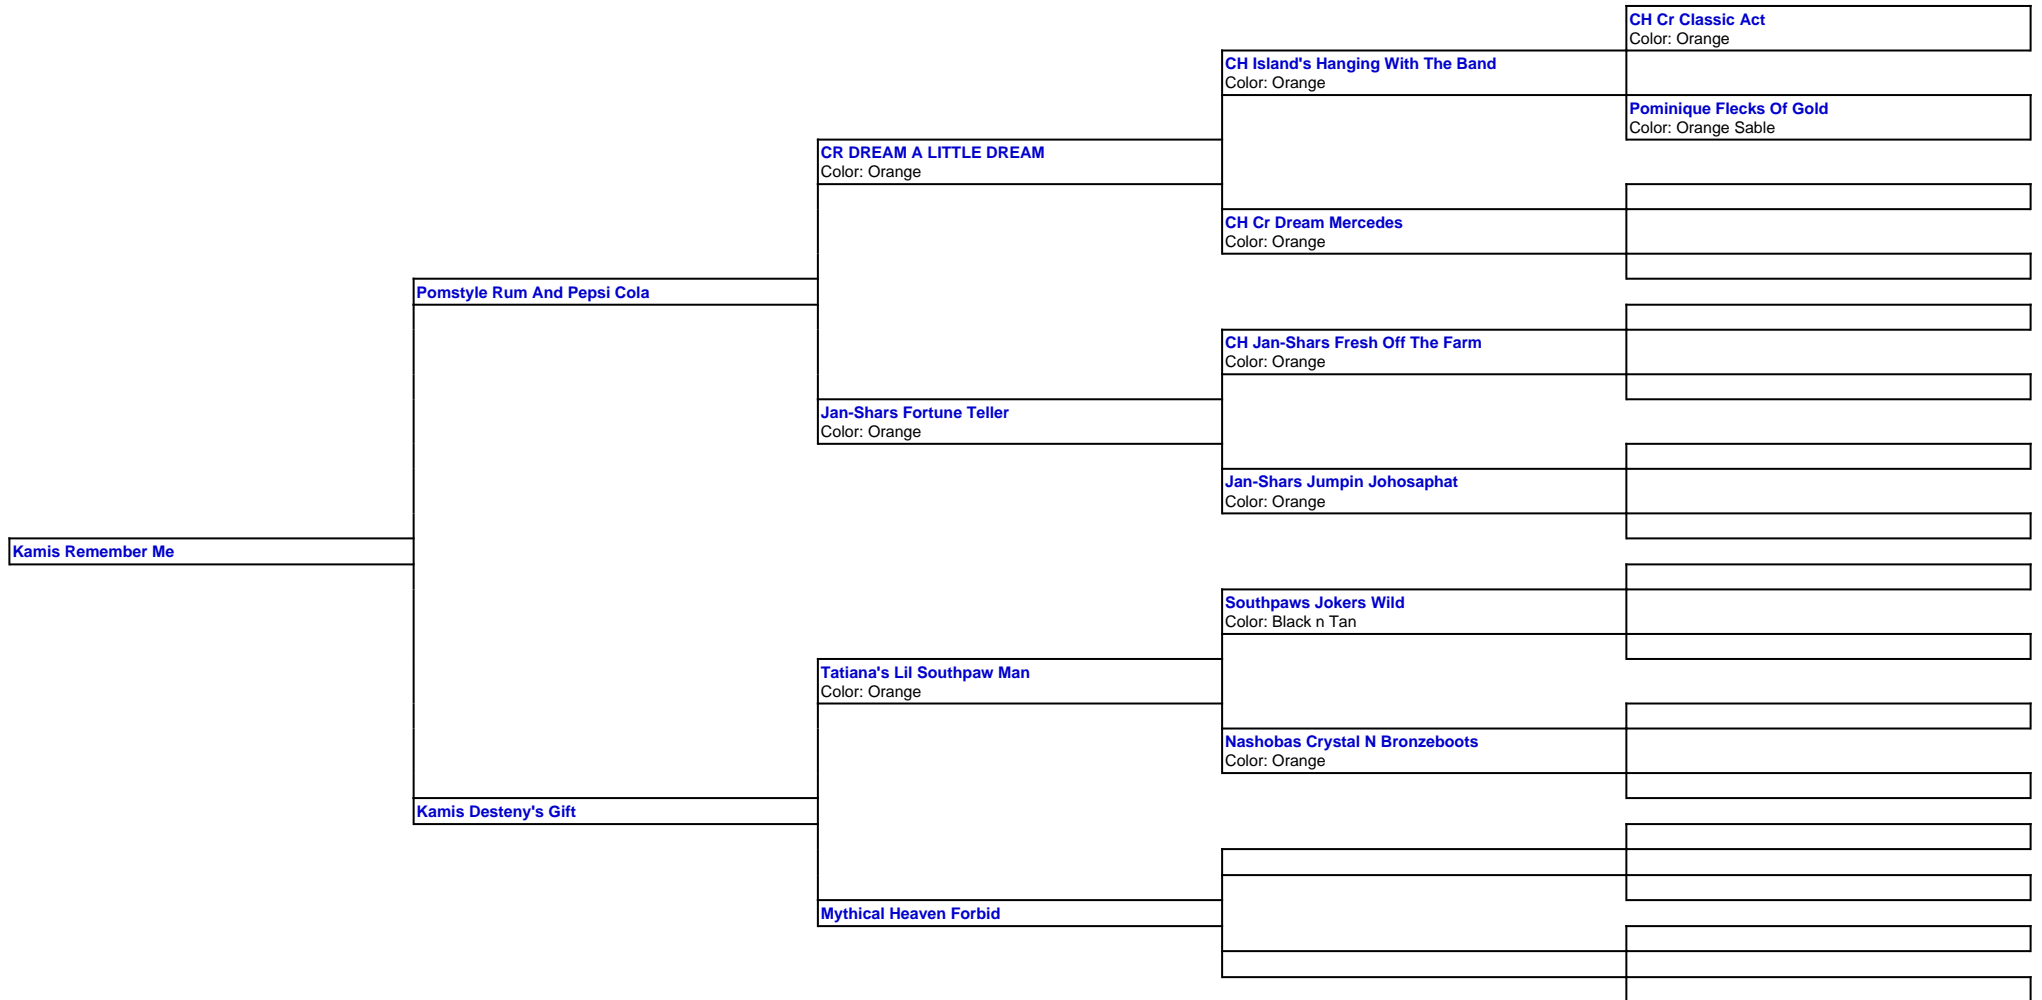 CH Cr Classic Act
Color: Orange
CH Island's Hanging With The Band
Color: Orange
Pominique Flecks Of Gold
Color: Orange Sable
CR DREAM A LITTLE DREAM
Color: Orange
CH Cr Dream Mercedes
Color: Orange
Pomstyle Rum And Pepsi Cola
CH Jan-Shars Fresh Off The Farm
Color: Orange
Jan-Shars Fortune Teller
Color: Orange
Jan-Shars Jumpin Johosaphat
Color: Orange
Kamis Remember Me
Southpaws Jokers Wild
Color: Black n Tan
Tatiana's Lil Southpaw Man
Color: Orange
Nashobas Crystal N Bronzeboots
Color: Orange
Kamis Desteny's Gift
Mythical Heaven Forbid